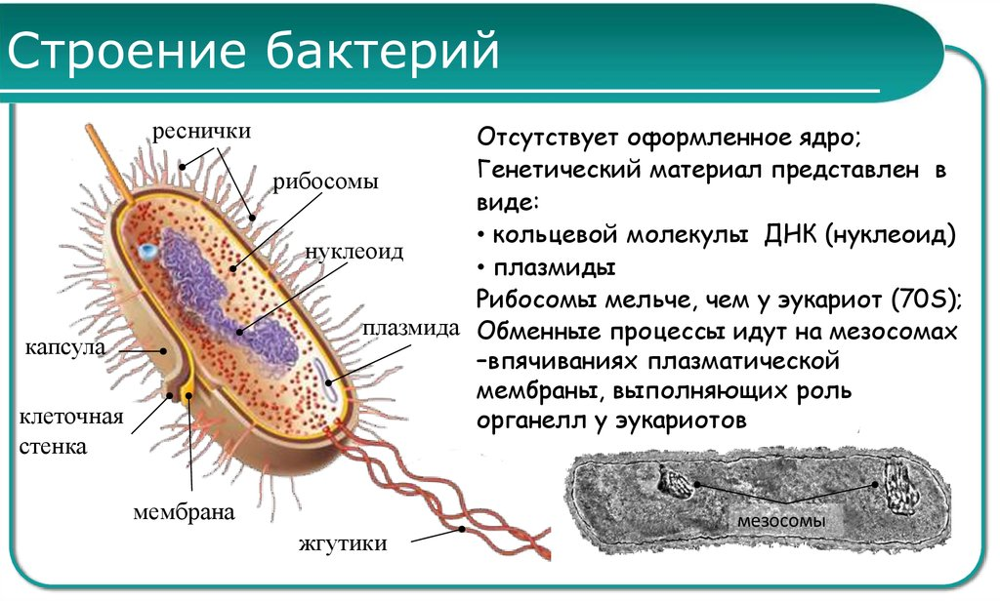 Строение бактерий
реснички
рибосомы
нуклеоид
плазмида
капсула
клеточная
стенка
мембрана
жгутики
Отсутствует оформленное ядро;
Генетический материал представлен в
виде:
• кольцевой молекулы ДНК (нуклеоид)
• плазмиды
Рибосомы мельче, чем у эукариот (70S);
Обменные процессы идут на мезосомах
–впячиваниях плазматической
мембраны, выполняющих роль
органелл у эукариотов
мезосомы